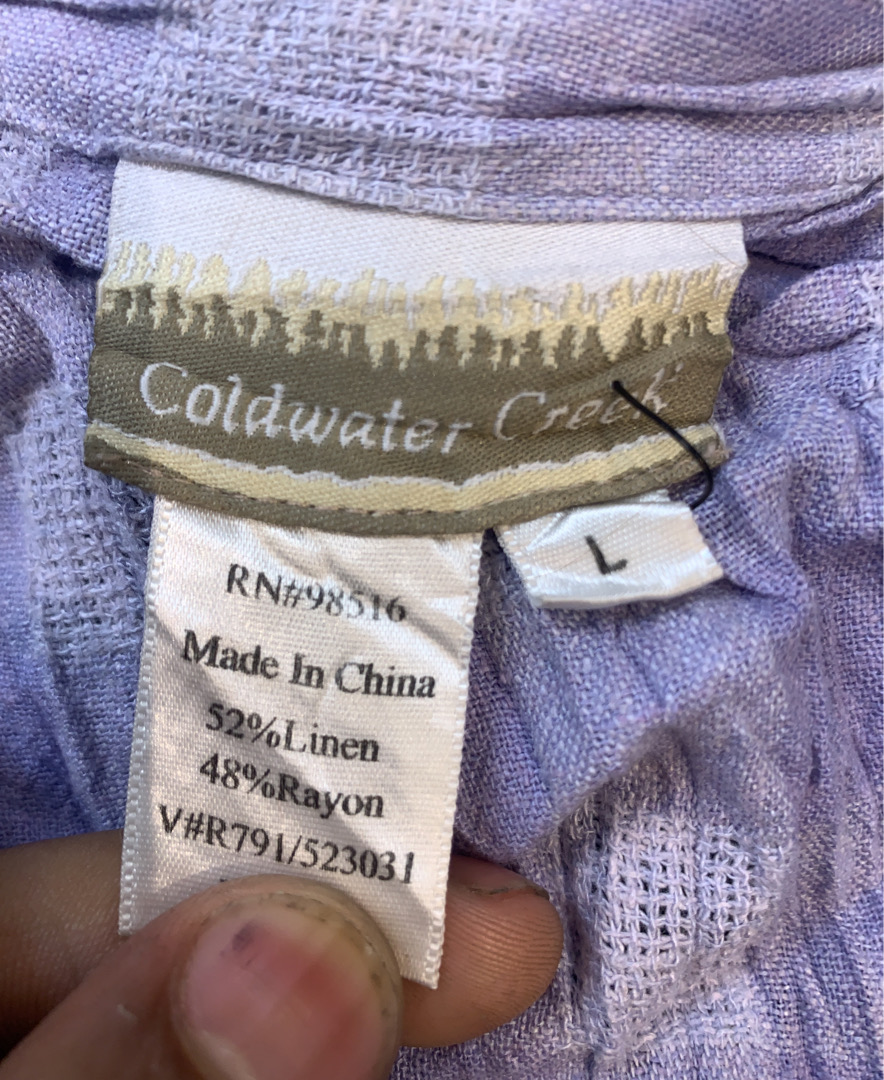 Coldwater Creek
L
RN#98516
Made In China
52%Linen
48%Rayon
V#R791/523031